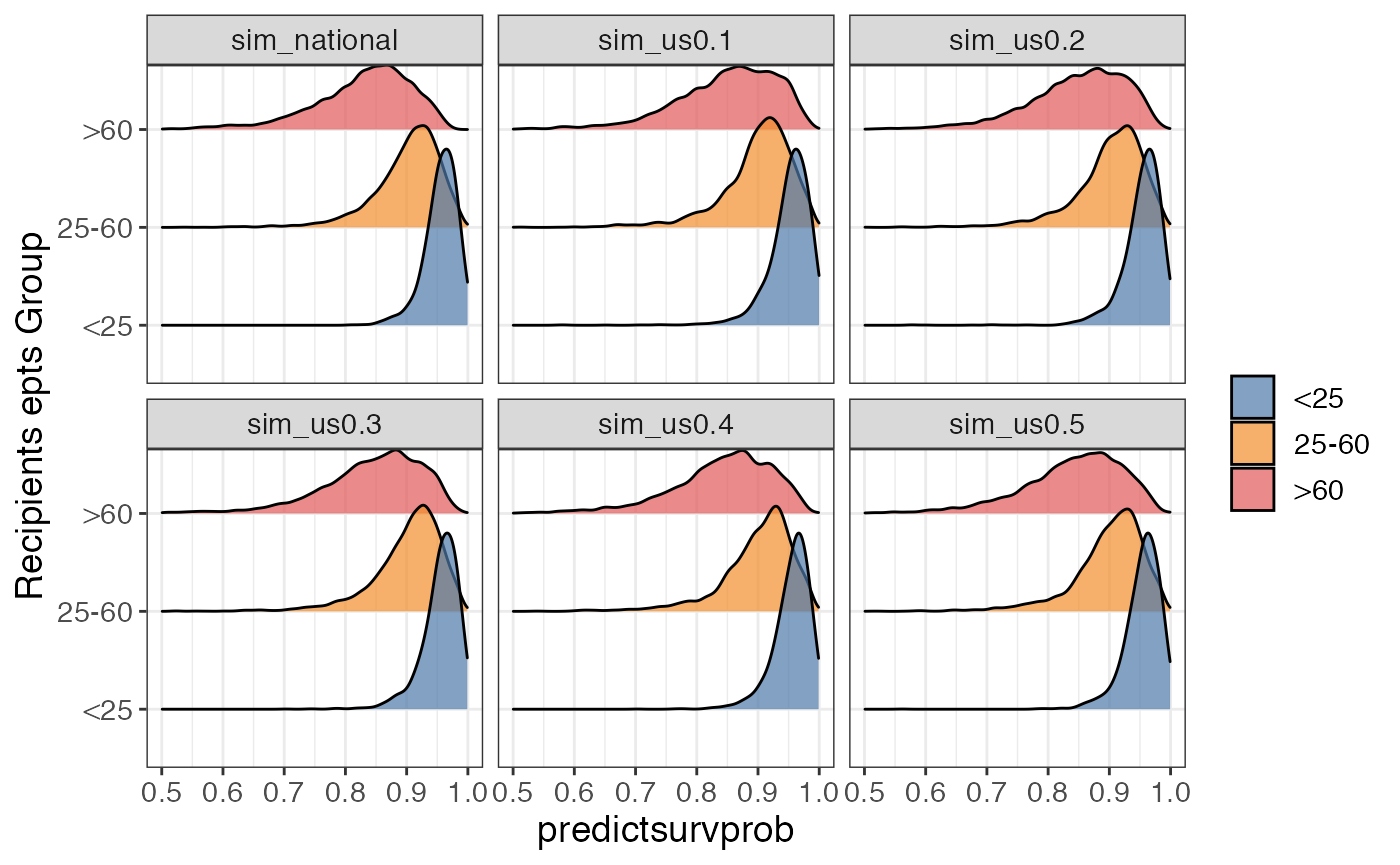 sim_national
sim_us0.1
sim_us0.2
>60
25-60
<25
sim_us0.3
sim_us0.4
sim_us0.5
>60
25-60
<25
0.5 0.6 0.7 0.8 0.9 1.0
0.5 0.6 0.7 0.8 0.9 1.0
0.5 0.6 0.7 0.8 0.9 1.0
predictsurvprob
Recipients epts Group
<25
25-60
>60